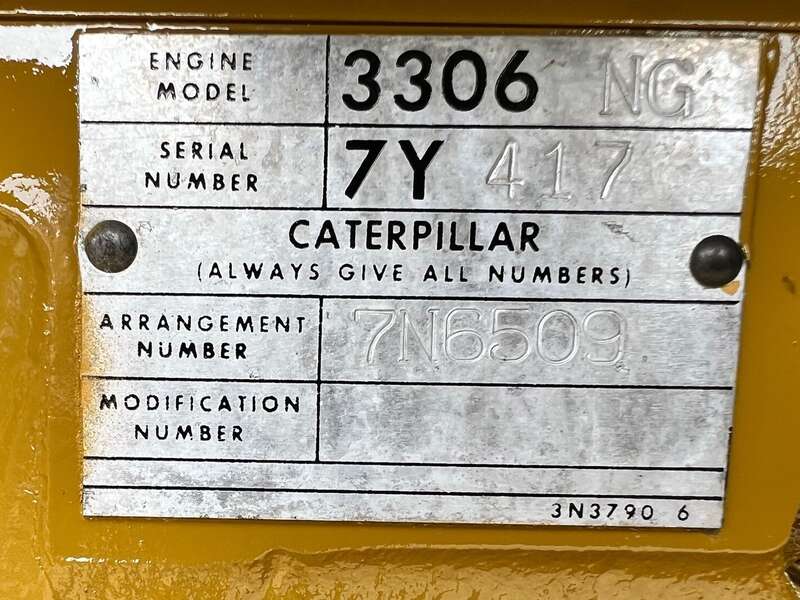 ENGINE MODEL 3306 NG
SERIAL NUMBER 7Y 417
CATERPILLAR
(ALWAYS GIVE ALL NUMBERS)
ARRANGEMENT NUMBER 7N6509
MODIFICATION NUMBER
3N3790 6